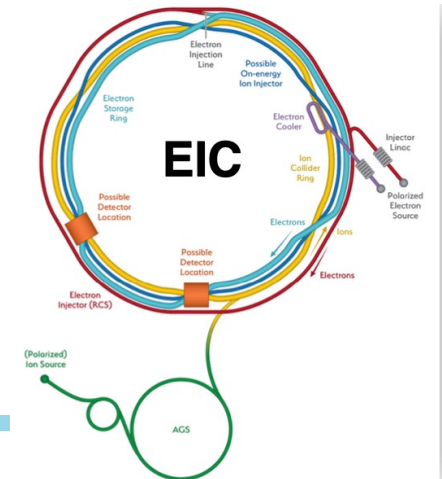 Electron
Injection
Line
Possible
On-energy
Ion Injector
Electron
Storage
Ring
Electron
Cooler
EIC
Injector
Linac
Ion
Collider
Ring
Polarized
Electron
Source
Possible
Detector
Location
Electrons
Ions
Possible
Detector
Location
Electrons
Electron
Injector (RCS)
(Polarized)
Ion Source
AGS